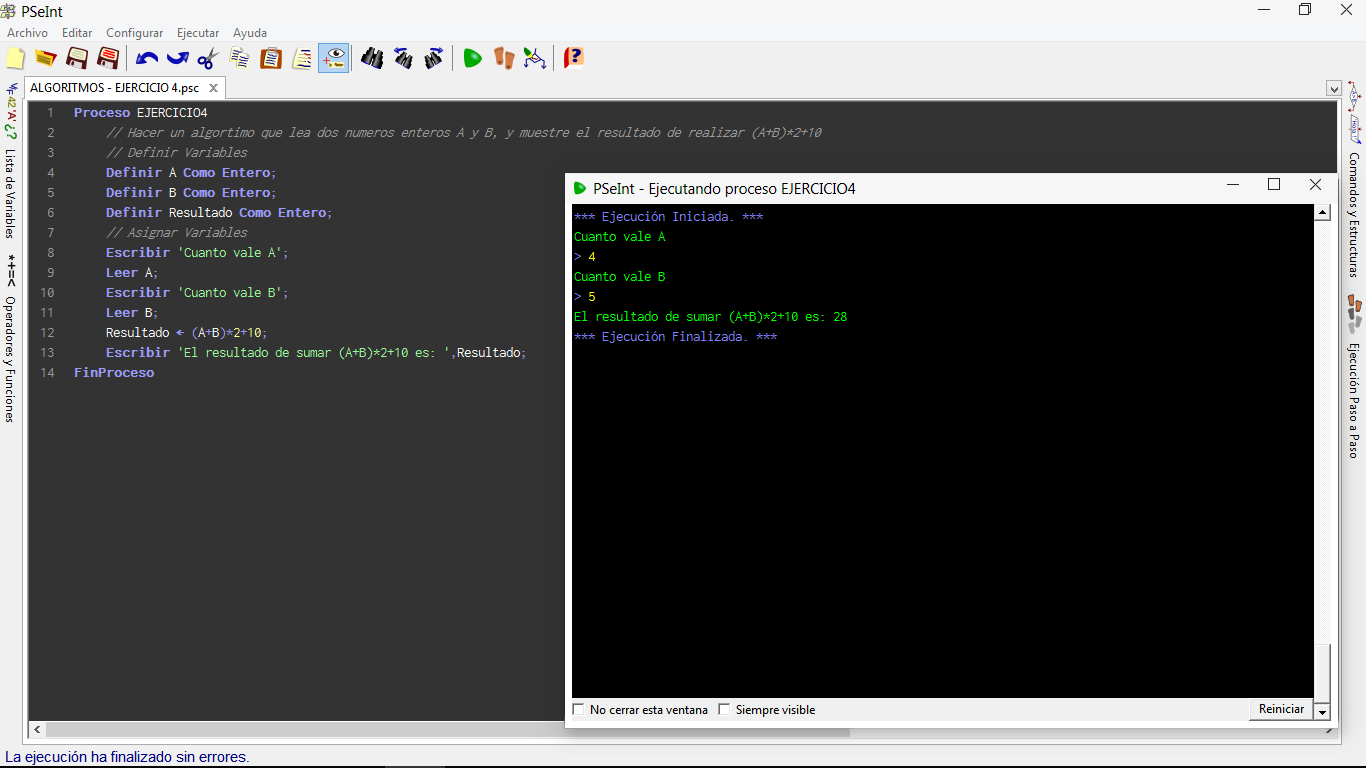 PSeInt
Archivo Editar Configurar Ejecutar Ayuda
ALGORITMOS - EJERCICIO 4.psc
Lista de Variables
*+=< Operadores y Funciones
1 Proceso EJERCICIO4
2 // Hacer un algortimo que lea dos numeros enteros A y B, y muestre el resultado de realizar (A+B)*2+10
3 // Definir Variables
4 Definir A Como Entero;
5 Definir B Como Entero;
6 Definir Resultado Como Entero;
7 // Asignar Variables
8 Escribir 'Cuanto vale A';
9 Leer A;
10 Escribir 'Cuanto vale B';
11 Leer B;
12 Resultado ← (A+B)*2+10;
13 Escribir 'El resultado de sumar (A+B)*2+10 es: ',Resultado;
14 FinProceso
PSeInt - Ejecutando proceso EJERCICIO4
*** Ejecución Iniciada. ***
Cuanto vale A
> 4
Cuanto vale B
> 5
El resultado de sumar (A+B)*2+10 es: 28
*** Ejecución Finalizada. ***
No cerrar esta ventana Siempre visible Reiniciar
Comandos y Estructuras
Ejecución Paso a Paso
La ejecución ha finalizado sin errores.